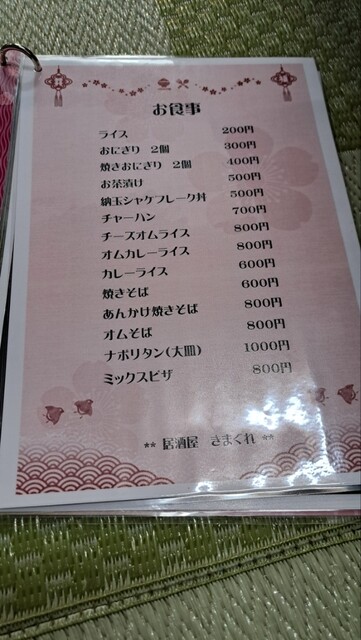 お食事
ライス 200円
おにぎり 2個 300円
焼きおにぎり 2個 400円
お茶漬け 500円
納玉シャケフレーク丼 500円
チャーハン 700円
チーズオムライス 800円
オムカレーライス 800円
カレーライス 600円
焼きそば 600円
あんかけ焼きそば 800円
オムそば 800円
ナポリタン(大皿) 1000円
ミックスピザ 800円
** 居酒屋 きまぐれ **